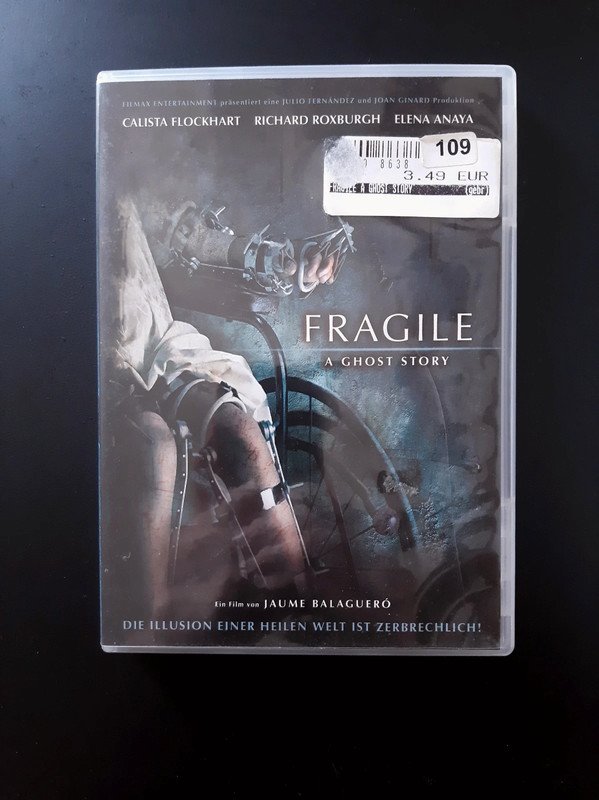 FILMAX ENTERTAINMENT präsentiert eine JULIO FERNÁNDEZ und JOAN GINARD Produktion
CALISTA FLOCKHART RICHARD ROXBURGH ELENA ANAYA
109
8638
3.49 EUR
FRAGILE A GHOST STORY (gebr)
FRAGILE
A GHOST STORY
Ein Film von JAUME BALAGUERÓ
DIE ILLUSION EINER HEILEN WELT IST ZERBRECHLICH!